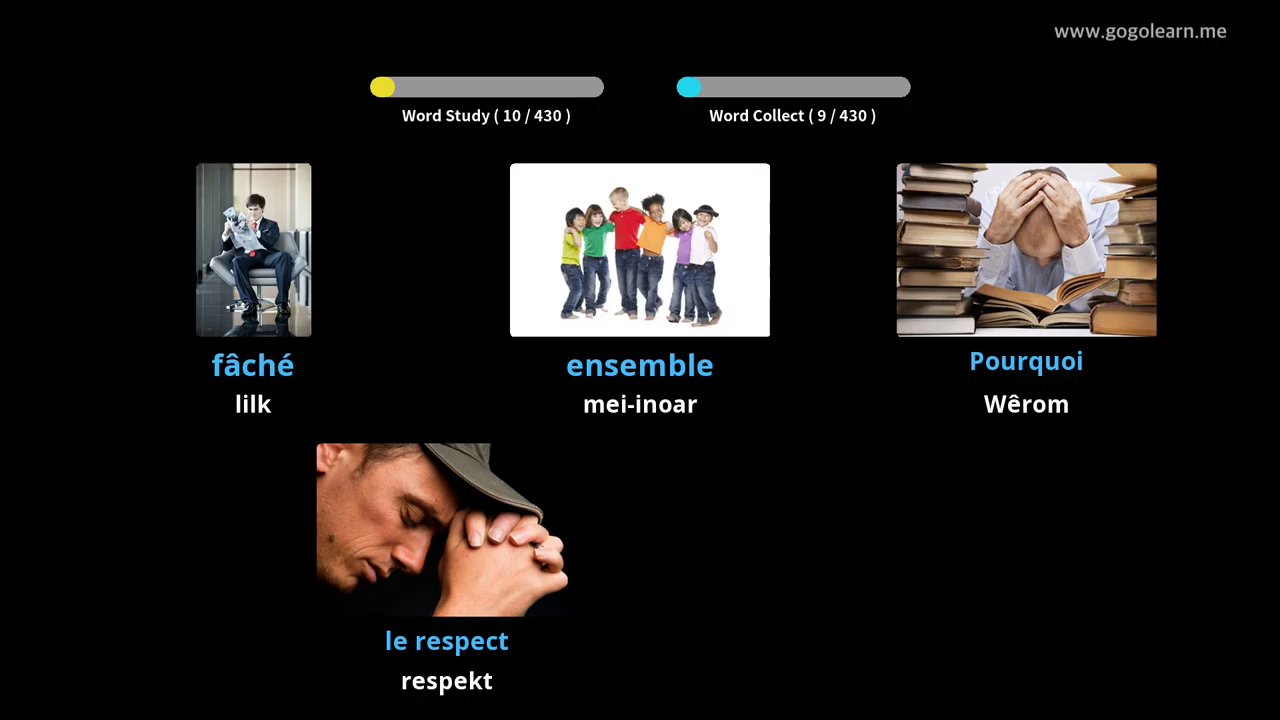 www.gogolearn.me
Word Study ( 10 / 430 )
Word Collect ( 9 / 430 )
fâché
ensemble
Pourquoi
lilk
mei-inoar
Wêrom
le respect
respekt